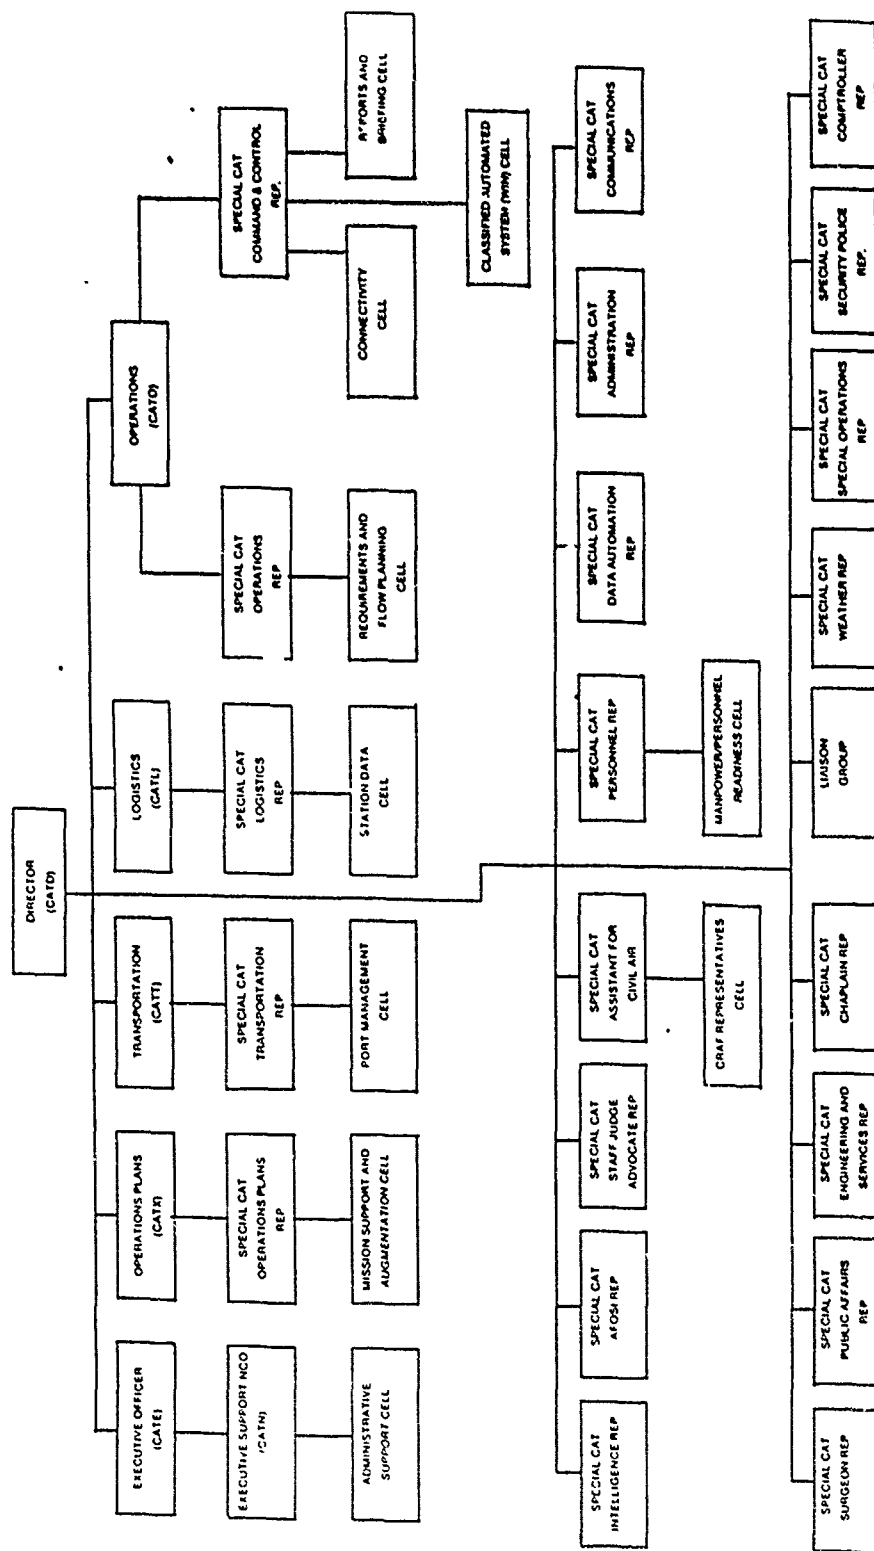 DIRECTOR
(CATD)
EXECUTIVE OFFICER
(CATE)
OPERATIONS PLANS
(CATX)
TRANSPORTATION
(CATT)
LOGISTICS
(CATL)
OPERATIONS
(CATO)
EXECUTIVE SUPPORT NCO
(CATN)
SPECIAL CAT
OPERATIONS PLANS
REP
SPECIAL CAT
TRANSPORTATION
REP
SPECIAL CAT
LOGISTICS
REP
SPECIAL CAT
OPERATIONS
REP
SPECIAL CAT
COMMAND & CONTROL
REP.
ADMINISTRATIVE
SUPPORT CELL
MISSION SUPPORT AND
AUGMENTATION CELL
PORT MANAGEMENT
CELL
STATION DATA
CELL
REQUIREMENTS AND
FLOW PLANNING
CELL
CONNECTIVITY
CELL
REPORTS AND
BRIEFING CELL
CLASSIFIED AUTOMATED
SYSTEM (WIN) CELL
SPECIAL CAT
INTELLIGENCE REP
SPECIAL CAT
AFOSI REP
SPECIAL CAT
STAFF JUDGE
ADVOCATE REP
SPECIAL CAT
ASSISTANT FOR
CIVIL AIR
SPECIAL CAT
PERSONNEL REP
SPECIAL CAT
DATA AUTOMATION
REP
SPECIAL CAT
ADMINISTRATION
REP
SPECIAL CAT
COMMUNICATIONS
REP
CRAF REPRESENTATIVES
CELL
MANPOWER/PERSONNEL
READINESS CELL
SPECIAL CAT
SURGEON REP
SPECIAL CAT
PUBLIC AFFAIRS
REP
SPECIAL CAT
ENGINEERING AND
SERVICES REP
SPECIAL CAT
CHAPLAIN REP
LIAISON
GROUP
SPECIAL CAT
WEATHER REP
SPECIAL CAT
SPECIAL OPERATIONS
REP
SPECIAL CAT
SECURITY POLICE
REP.
SPECIAL CAT
COMPTROLLER
REP